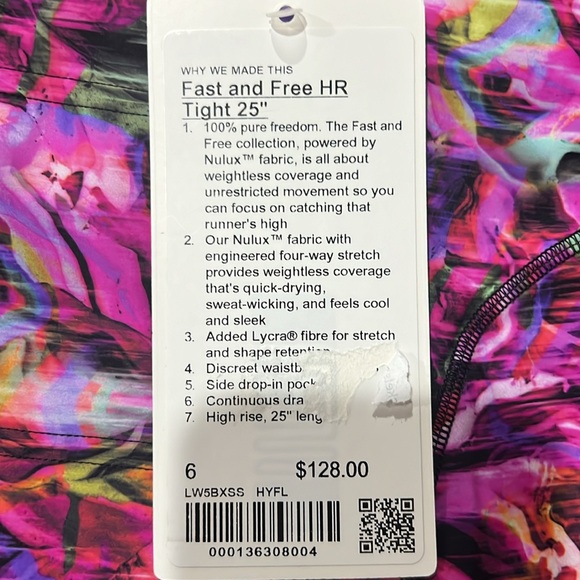 WHY WE MADE THIS
Fast and Free HR
Tight 25"
1. 100% pure freedom. The Fast and
Free collection, powered by
Nulux™ fabric, is all about
weightless coverage and
unrestricted movement so you
can focus on catching that
runner's high
2. Our Nulux™ fabric with
engineered four-way stretch
provides weightless coverage
that's quick-drying,
sweat-wicking, and feels cool
and sleek
3. Added Lycra® fibre for stretch
and shape retention
4. Discreet
5. Side drop-in
6. Continuous
7. High rise, 25"
6 $128.00
LW5BXSS HYFL
000136308004